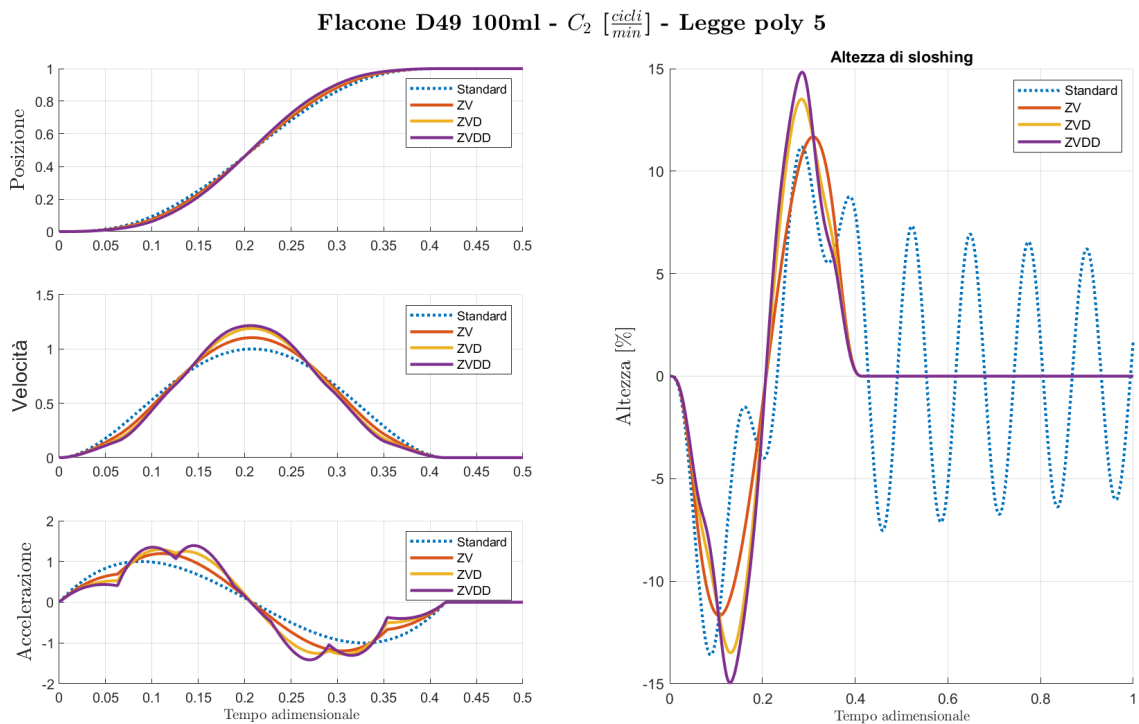 Flacone D49 100ml - C₂ [cicli/min] - Legge poly 5
Posizione
1
0.8
0.6
0.4
0.2
0
0 0.05 0.1 0.15 0.2 0.25 0.3 0.35 0.4 0.45 0.5
Standard
ZV
ZVD
ZVDD
Velocità
1.5
1
0.5
0
0 0.05 0.1 0.15 0.2 0.25 0.3 0.35 0.4 0.45 0.5
Standard
ZV
ZVD
ZVDD
Accelerazione
2
1
0
-1
-2
0 0.05 0.1 0.15 0.2 0.25 0.3 0.35 0.4 0.45 0.5
Tempo adimensionale
Standard
ZV
ZVD
ZVDD
Altezza di sloshing
Altezza [%]
15
10
5
0
-5
-10
-15
0 0.2 0.4 0.6 0.8 1
Tempo adimensionale
Standard
ZV
ZVD
ZVDD